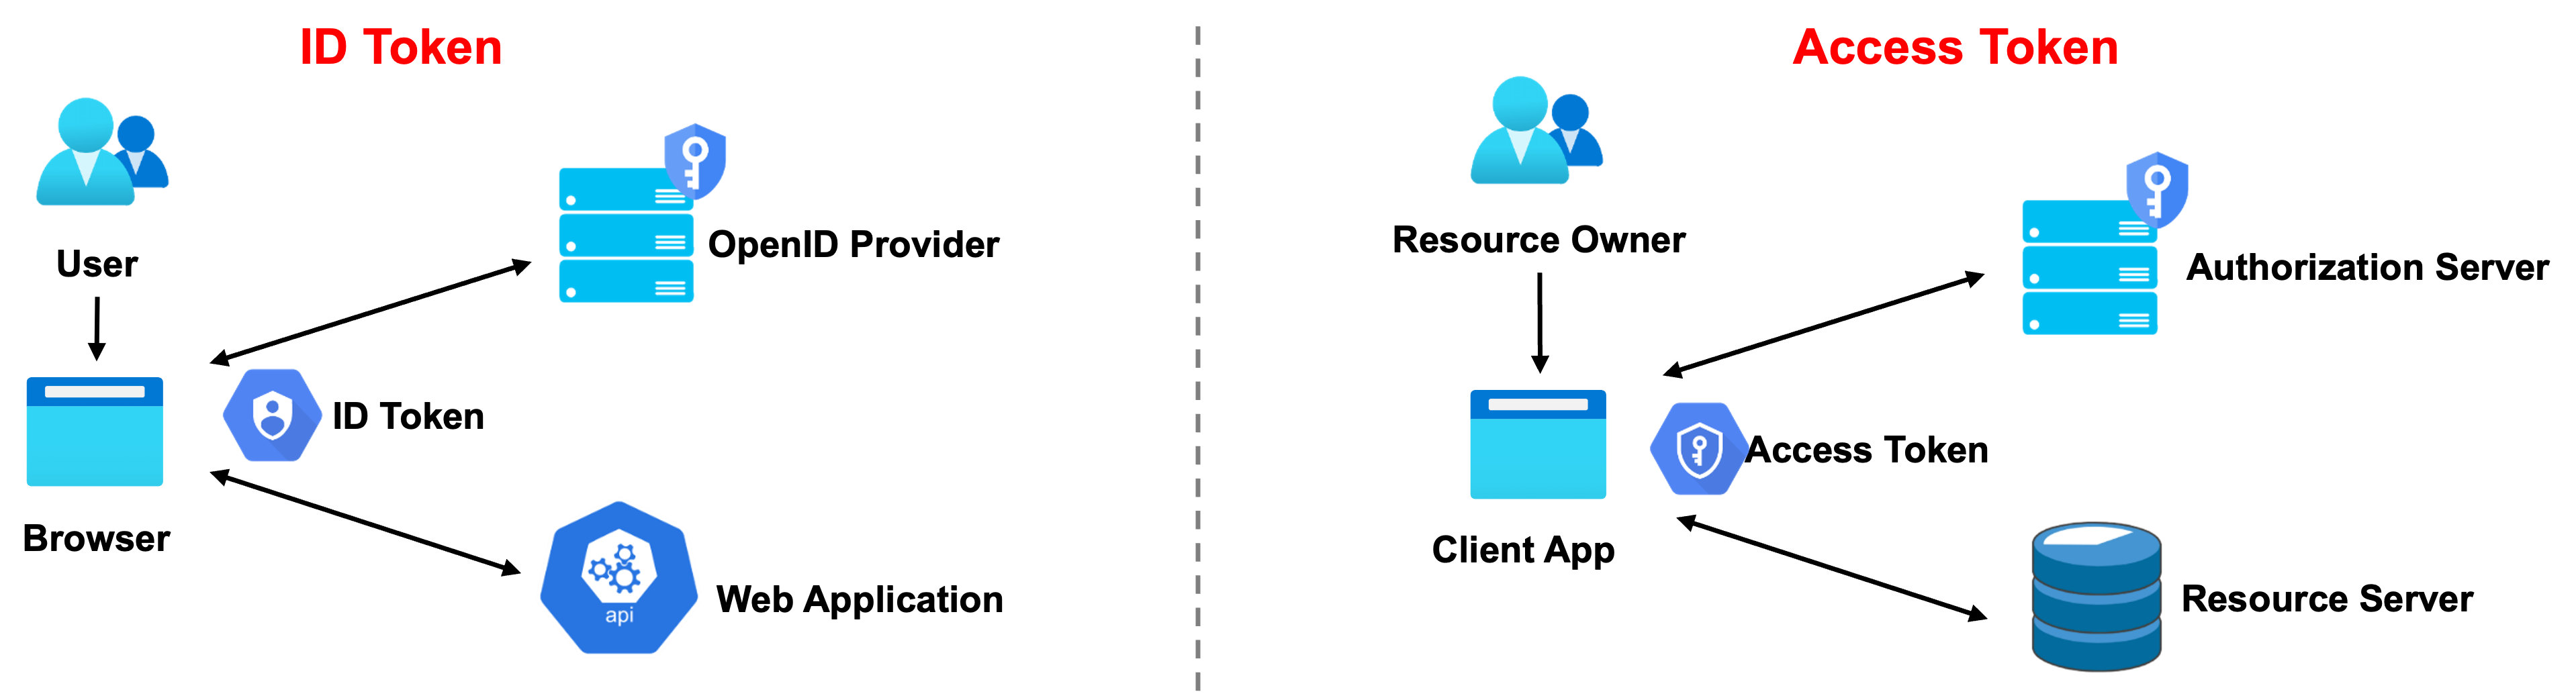 ID Token
User
OpenID Provider
ID Token
Browser
api
Web Application
Access Token
Resource Owner
Authorization Server
Access Token
Client App
Resource Server